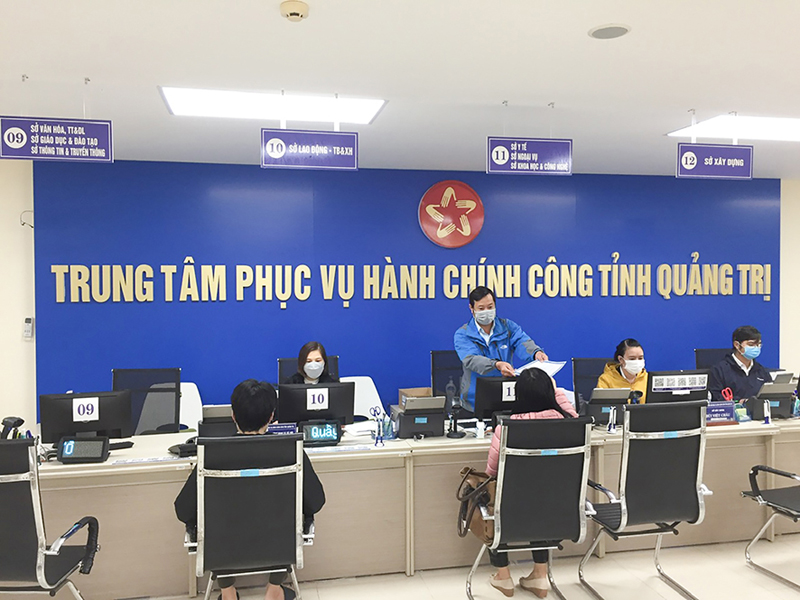 09
SỞ VĂN HÓA, TT&DL
SỞ GIÁO DỤC & ĐÀO TẠO
SỞ THÔNG TIN & TRUYỀN THÔNG
10
SỞ LAO ĐỘNG - TB&XH
11
SỞ Y TẾ
SỞ NGOẠI VỤ
SỞ KHOA HỌC & CÔNG NGHỆ
12
SỞ XÂY DỰNG
TRUNG TÂM PHỤC VỤ HÀNH CHÍNH CÔNG TỈNH QUẢNG TRỊ
09
10
11
Quầ